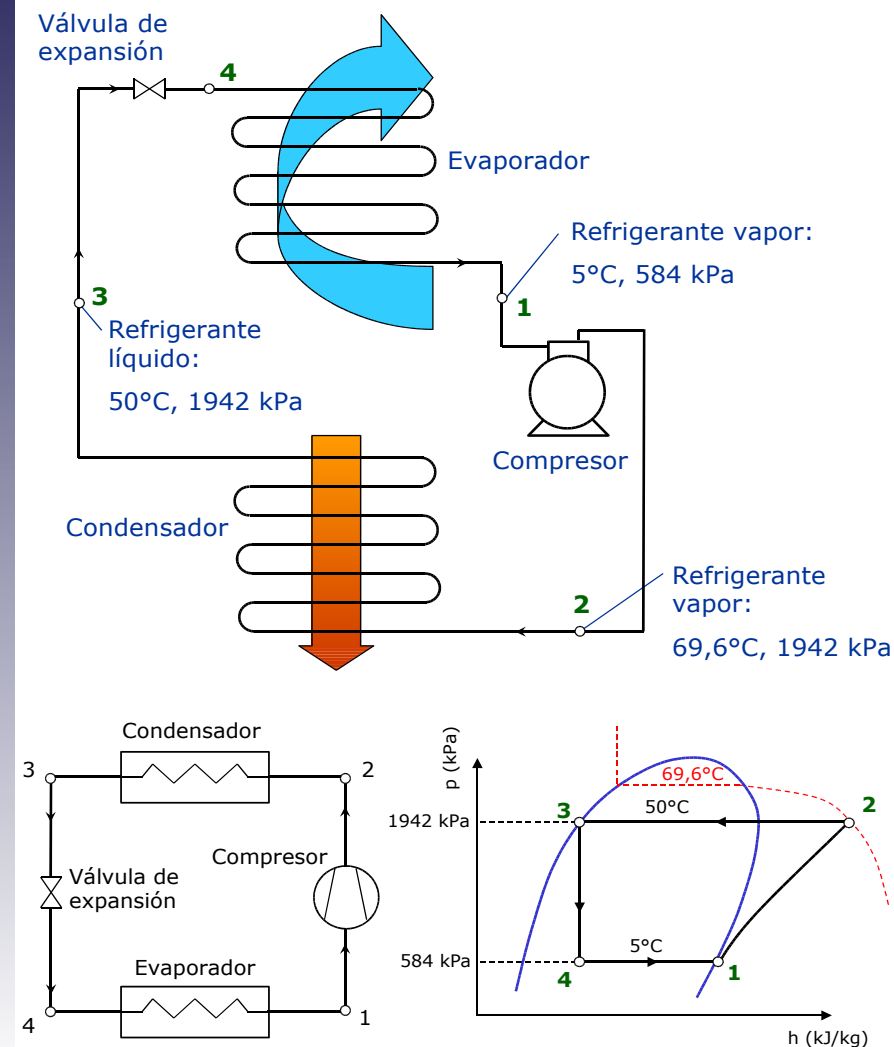 Válvula de
expansión
4
Evaporador
Refrigerante vapor:
5°C, 584 kPa
1
3
Refrigerante
líquido:
50°C, 1942 kPa
Compresor
Condensador
2
Refrigerante
vapor:
69,6°C, 1942 kPa
Condensador
3
2
Compresor
Válvula de
expansión
Evaporador
4
1
p (kPa)
69,6°C
3
50°C
2
1942 kPa
5°C
584 kPa
4
1
h (kJ/kg)